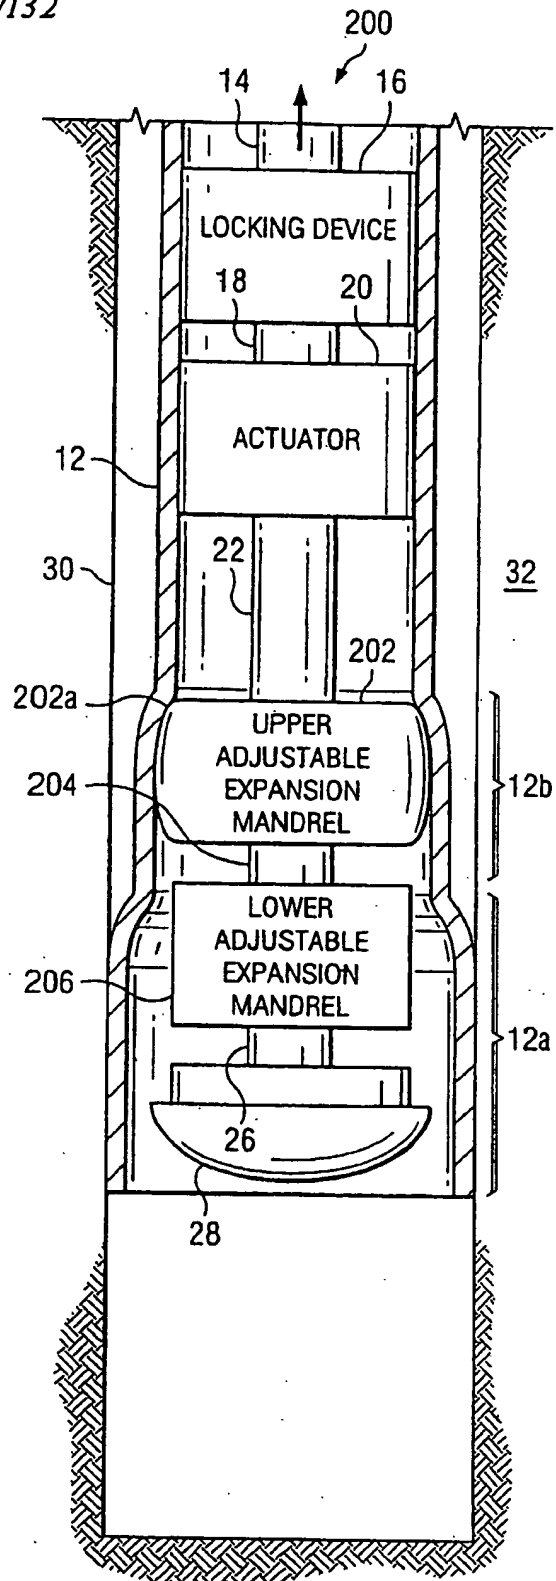 /132
200
14
16
LOCKING DEVICE
18
20
ACTUATOR
12
22
30
32
202a
202
UPPER
ADJUSTABLE
EXPANSION
MANDREL
12b
204
LOWER
ADJUSTABLE
EXPANSION
MANDREL
206
12a
26
28